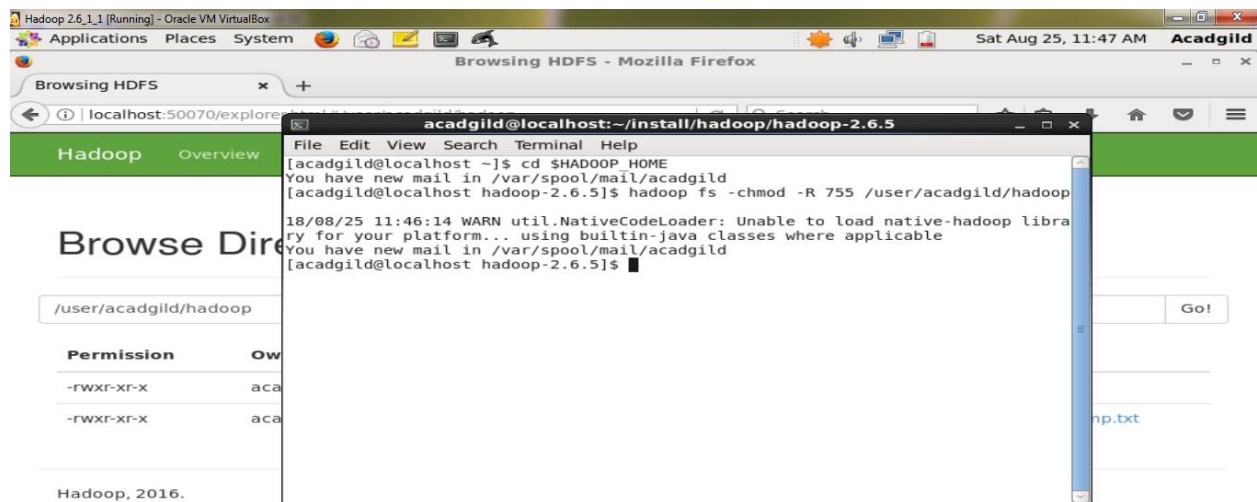 Hadoop 2.6_1_1 [Running] - Oracle VM VirtualBox
Applications Places System Sat Aug 25, 11:47 AM Acadgild
Browsing HDFS - Mozilla Firefox
Browsing HDFS
localhost:50070/explorer
Hadoop Overview
acadgild@localhost:~/install/hadoop/hadoop-2.6.5
File Edit View Search Terminal Help
[acadgild@localhost ~]$ cd $HADOOP_HOME
You have new mail in /var/spool/mail/acadgild
[acadgild@localhost hadoop-2.6.5]$ hadoop fs -chmod -R 755 /user/acadgild/hadoop
18/08/25 11:46:14 WARN util.NativeCodeLoader: Unable to load native-hadoop libra
ry for your platform... using builtin-java classes where applicable
You have new mail in /var/spool/mail/acadgild
[acadgild@localhost hadoop-2.6.5]$
Browse Dire
/user/acadgild/hadoop Go!
Permission Ow
-rwxr-xr-x aca
-rwxr-xr-x aca mp.txt
Hadoop, 2016.